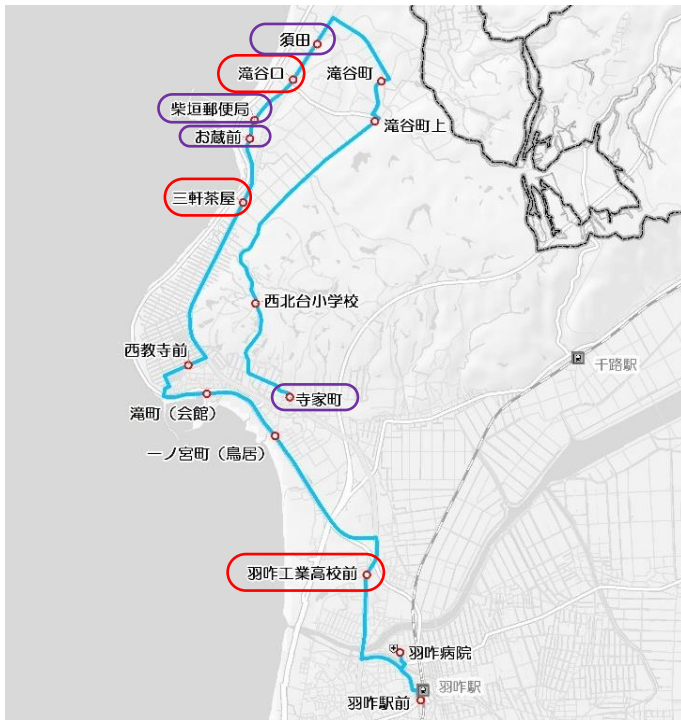 須田
滝谷口
滝谷町
柴垣郵便局
滝谷町上
お蔵前
三軒茶屋
西北台小学校
西教寺前
千路駅
寺家町
滝町（会館）
一ノ宮町（鳥居）
羽咋工業高校前
羽咋病院
羽咋駅
羽咋駅前